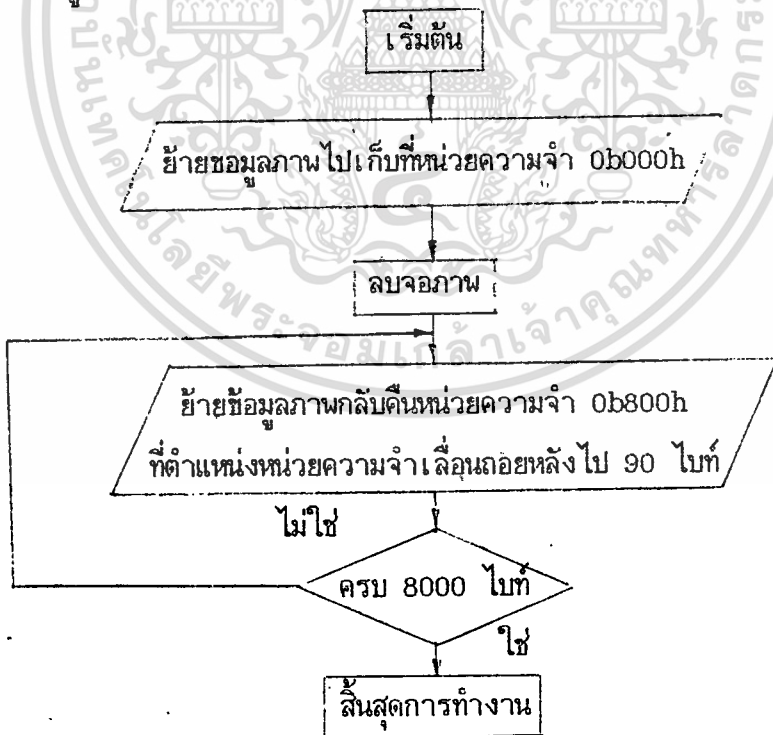 เริ่มต้น
ย้ายขอมูลภาพไปเก็บที่หน่วยความจำ 0b000h
ลบจอภาพ
ย้ายข้อมูลภาพกลับคืนหน่วยความจำ 0b800h
ที่ตำแหน่งหน่วยความจำเลื่อนถอยหลังไป 90 ไบท์
ไม่ใช่
ครบ 8000 ไบท์
ใช่
สิ้นสุดการทำงาน